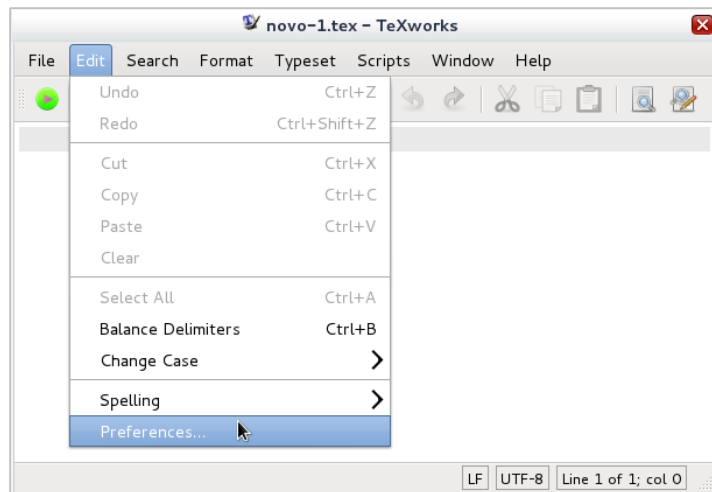 novo-1.tex - TeXworks
File Edit Search Format Typeset Scripts Window Help
Undo Ctrl+Z
Redo Ctrl+Shift+Z
Cut Ctrl+X
Copy Ctrl+C
Paste Ctrl+V
Clear
Select All Ctrl+A
Balance Delimiters Ctrl+B
Change Case
Spelling
Preferences...
LF UTF-8 Line 1 of 1; col 0